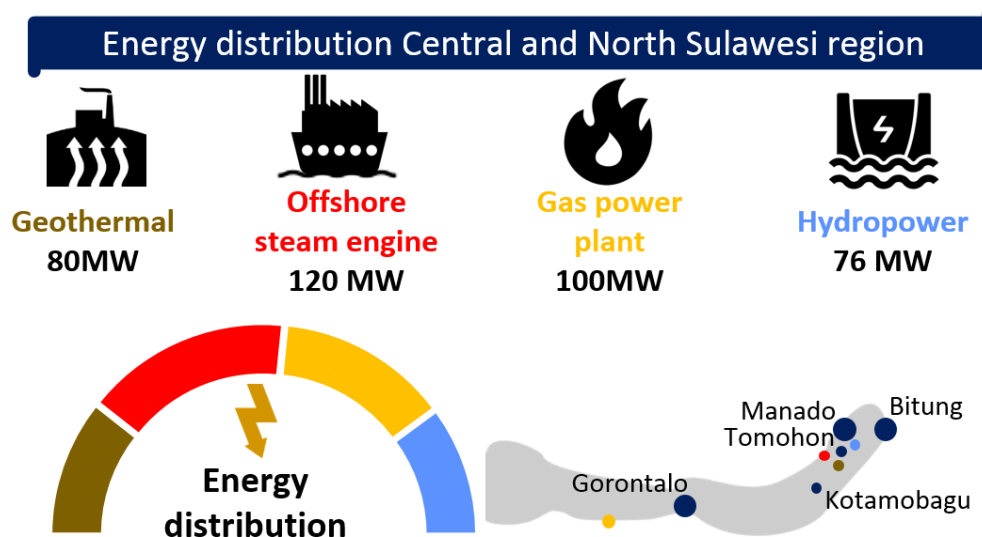 Energy distribution Central and North Sulawesi region
Geothermal
80MW
Offshore
steam engine
120 MW
Gas power
plant
100MW
Hydropower
76 MW
Energy
distribution
Manado
Bitung
Tomohon
Gorontalo
Kotamobagu